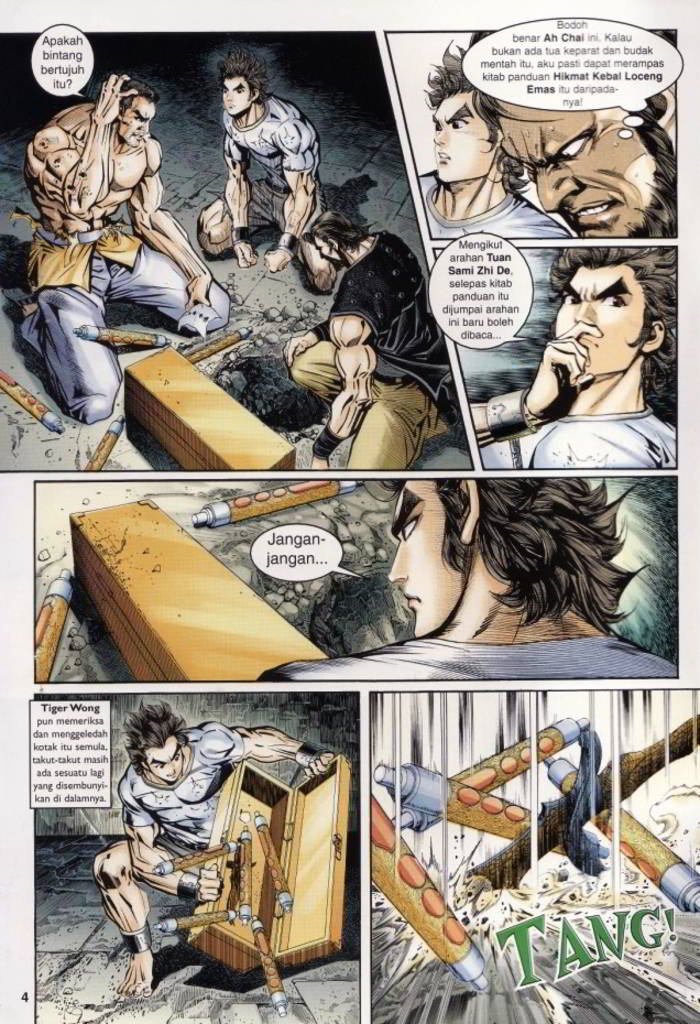 Apakah
bintang
bertujuh
itu?
Bodoh
benar Ah Chai ini. Kalau
bukan ada tua keparat dan budak
mentah itu, aku pasti dapat merampas
kitab panduan Hikmat Kebal Loceng
Emas itu daripada-
nya!
Mengikut
arahan Tuan
Sami Zhi De,
selepas kitab
panduan itu
dijumpai arahan
ini baru boleh
dibaca...
Jangan-
jangan...
Tiger Wong
pun memeriksa
dan menggeledah
kotak itu semula,
takut-takut masih
ada sesuatu lagi
yang disembunyi-
kan di dalamnya.
TANG!
4